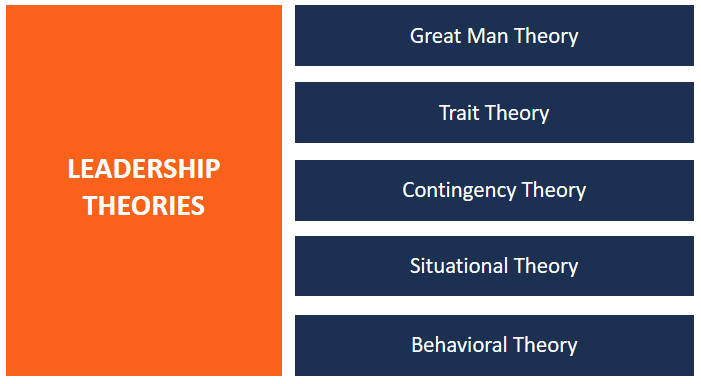 LEADERSHIP
THEORIES
Great Man Theory
Trait Theory
Contingency Theory
Situational Theory
Behavioral Theory